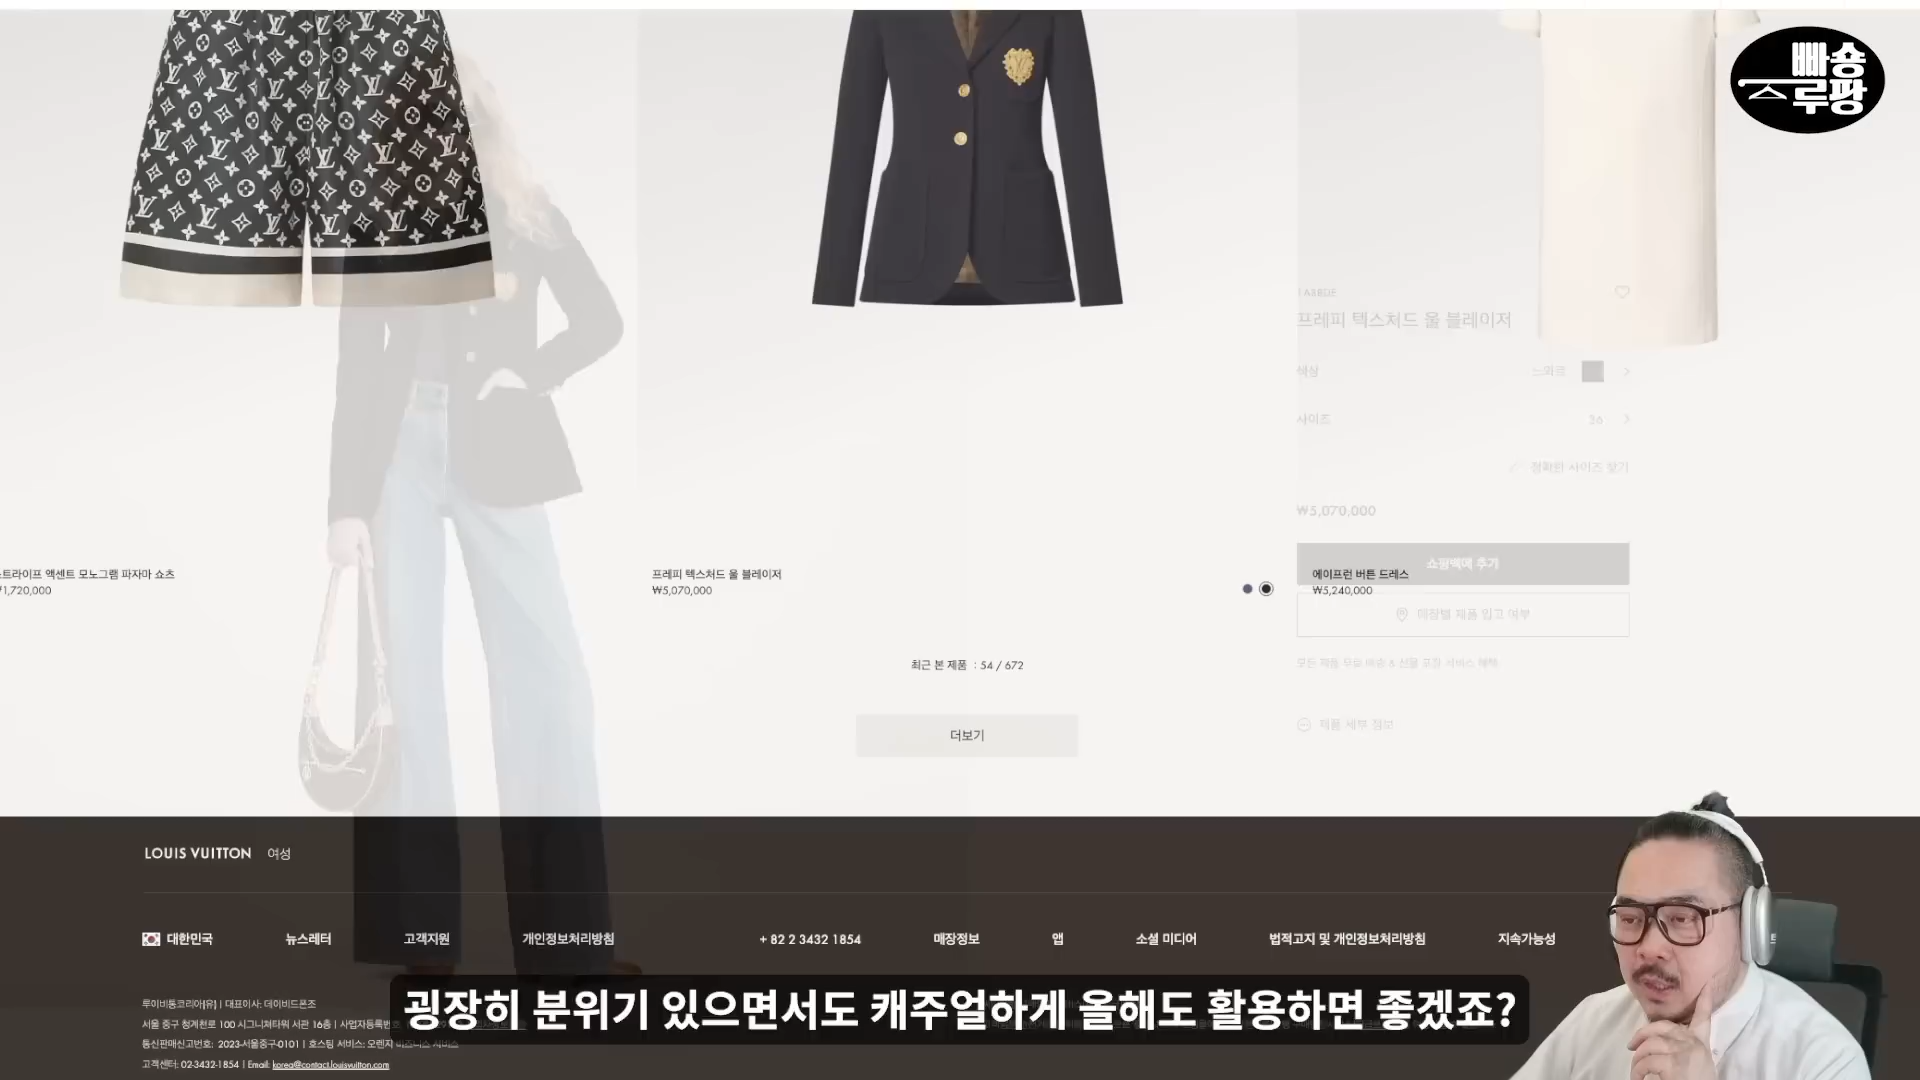 빠숑
루팡
프레피 텍스처드 울 블레이저
색상
느와르
사이즈
36
정확한 사이즈 찾기
₩5,070,000
쇼핑백에 추가
매장별 제품 입고 여부
모든 제품 무료 배송 & 선물 포장 서비스 혜택
제품 세부 정보
트라이프 액센트 모노그램 파자마 쇼츠
₩1,720,000
프레피 텍스처드 울 블레이저
₩5,070,000
에이프런 버튼 드레스
₩5,240,000
최근 본 제품 : 54 / 672
더보기
LOUIS VUITTON 여성
대한민국
뉴스레터
고객지원
개인정보처리방침
+ 82 2 3432 1854
매장정보
앱
소셜 미디어
법적고지 및 개인정보처리방침
지속가능성
루이비통코리아[유] | 대표이사: 데이비드폰조
서울 중구 청계천로 100 시그니쳐타워 서관 16층 | 사업자등록번호
통신판매신고번호: 2023-서울중구-0101 | 호스팅 서비스: 오렌지 비즈니스 서비스
고객센터: 02-3432-1854 | Email: korea@contact.louisvuitton.com
굉장히 분위기 있으면서도 캐주얼하게 올해도 활용하면 좋겠죠?